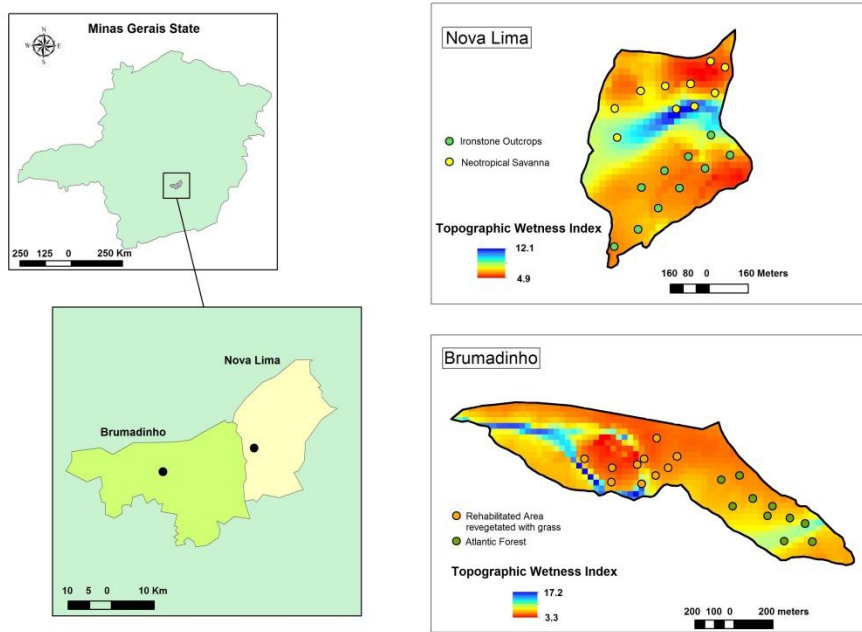 Minas Gerais State
N
W E
S
250 125 0 250 Km
Nova Lima
Brumadinho
10 5 0 10 Km
Nova Lima
Ironstone Outcrops
Neotropical Savanna
Topographic Wetness Index
12.1
4.9
160 80 0 160 Meters
Brumadinho
Rehabilitated Area
revegetated with grass
Atlantic Forest
Topographic Wetness Index
17.2
3.3
200 100 0 200 meters